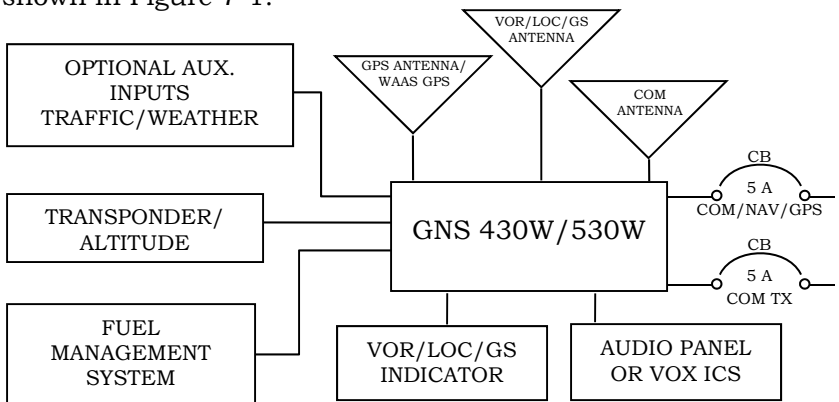 shown in Figure 7-1.
OPTIONAL AUX.
INPUTS
TRAFFIC/WEATHER
GPS ANTENNA/
WAAS GPS
VOR/LOC/GS
ANTENNA
COM
ANTENNA
TRANSPONDER/
ALTITUDE
GNS 430W/530W
CB
5 A
COM/NAV/GPS
CB
5 A
COM TX
FUEL
MANAGEMENT
SYSTEM
VOR/LOC/GS
INDICATOR
AUDIO PANEL
OR VOX ICS